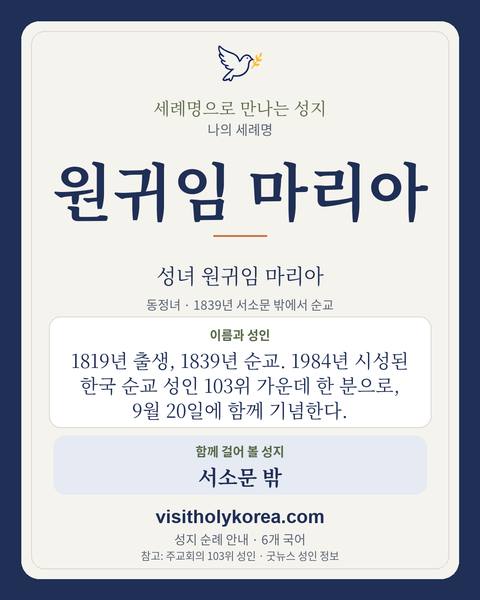 세례명으로 만나는 성지
나의 세례명
원귀임 마리아
성녀 원귀임 마리아
동정녀 · 1839년 서소문 밖에서 순교
이름과 성인
1819년 출생, 1839년 순교. 1984년 시성된
한국 순교 성인 103위 가운데 한 분으로,
9월 20일에 함께 기념한다.
함께 걸어 볼 성지
서소문 밖
visitholykorea.com
성지 순례 안내 · 6개 국어
참고: 주교회의 103위 성인 · 굿뉴스 성인 정보